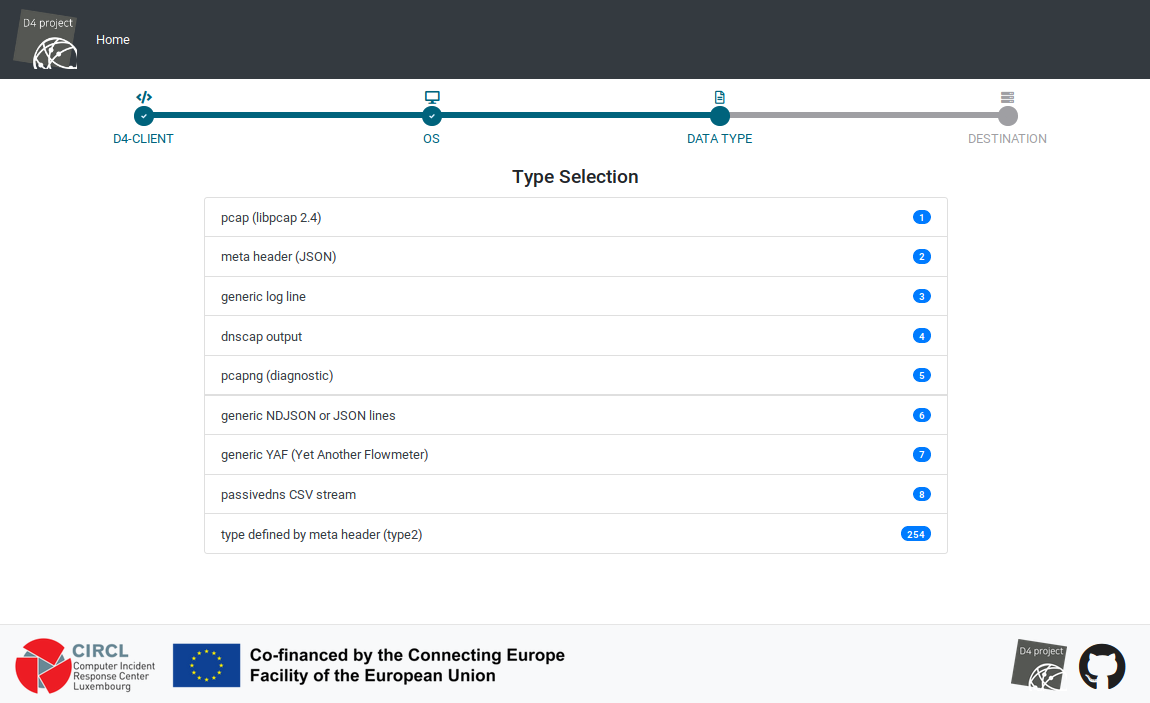 D4 project
Home
D4-CLIENT
OS
DATA TYPE
DESTINATION
Type Selection
pcap (libpcap 2.4) 1
meta header (JSON) 2
generic log line 3
dnscap output 4
pcapng (diagnostic) 5
generic NDJSON or JSON lines 6
generic YAF (Yet Another Flowmeter) 7
passivedns CSV stream 8
type defined by meta header (type2) 254
CIRCL
Computer Incident
Response Center
Luxembourg
Co-financed by the Connecting Europe
Facility of the European Union
D4 project